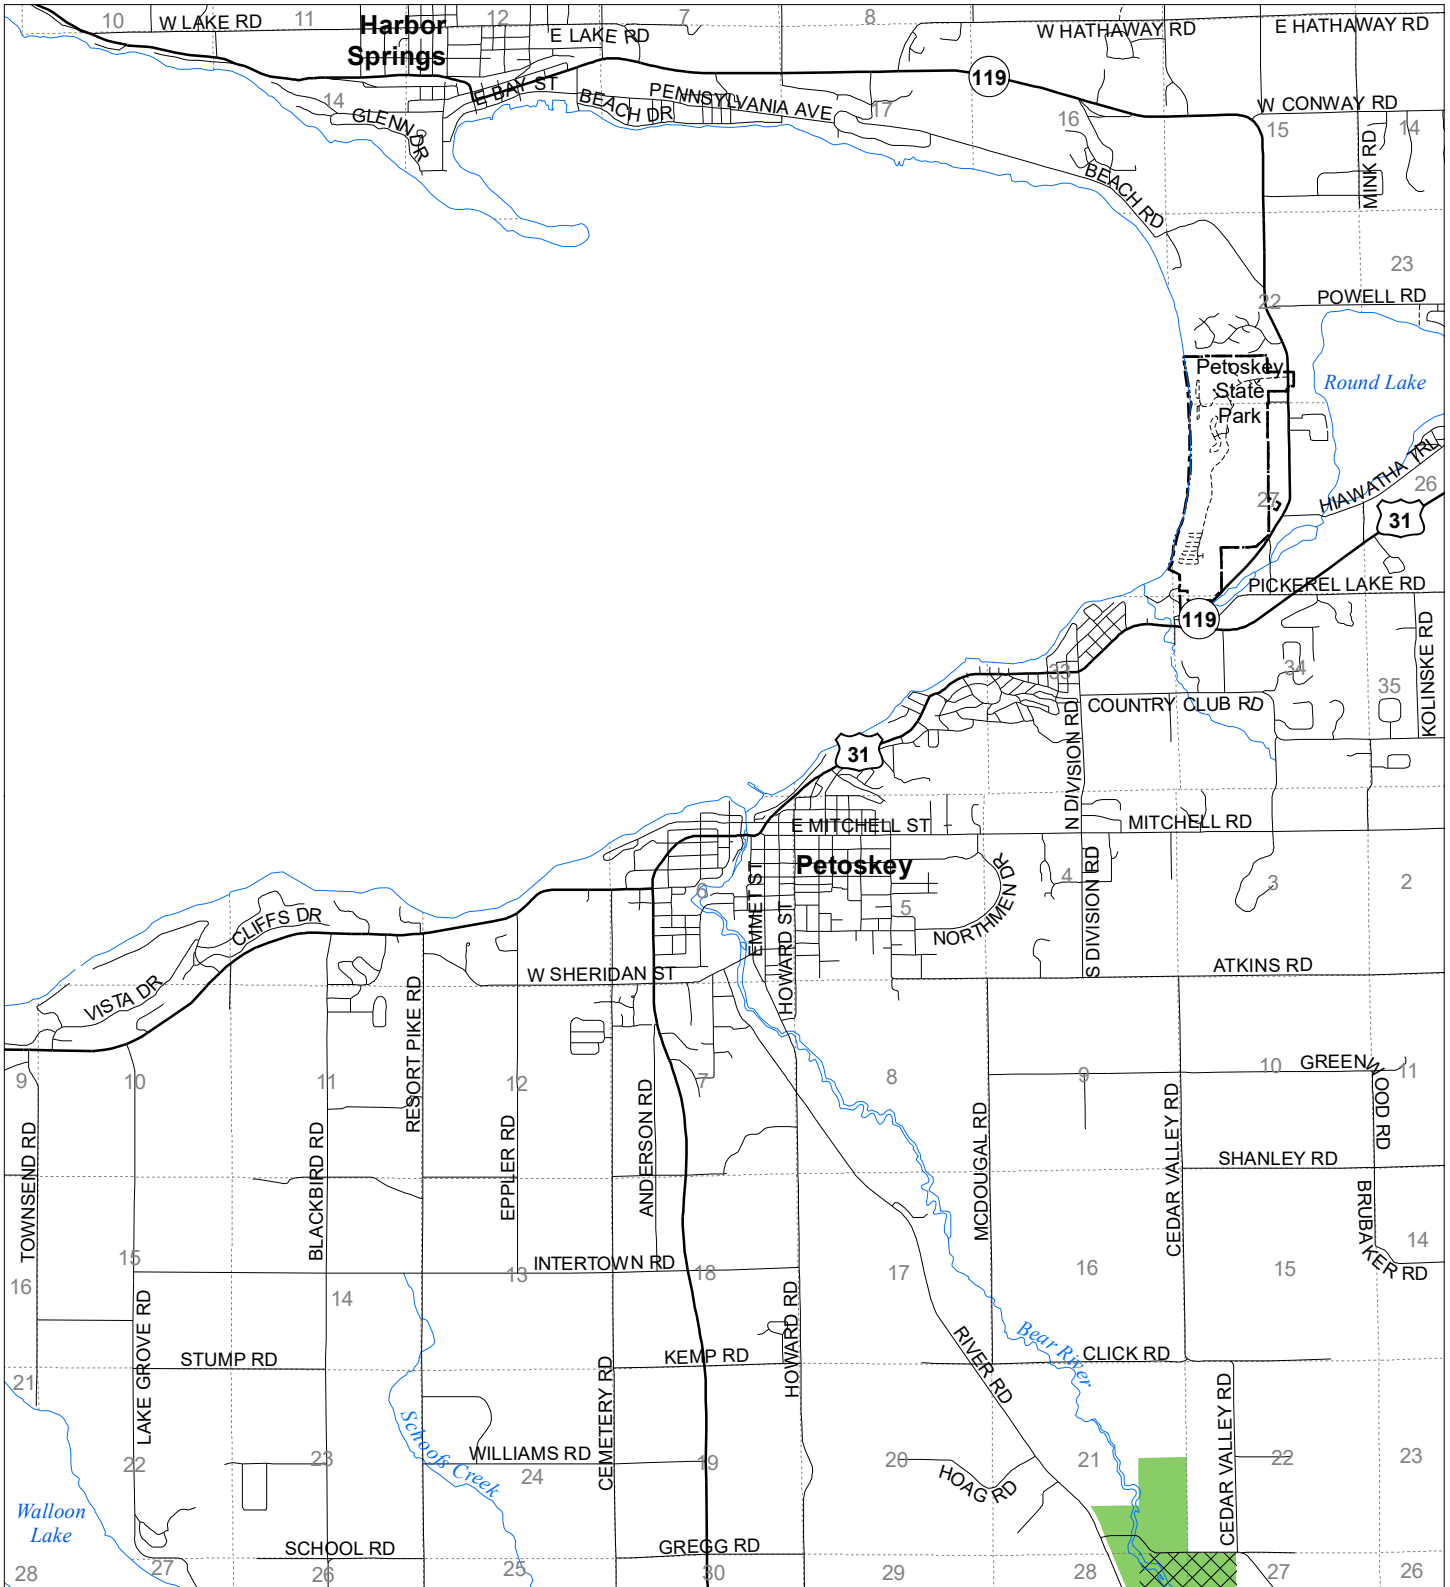 10
W LAKE RD
11
Harbor
Springs
12
E LAKE RD
7
8
W HATHAWAY RD
E HATHAWAY RD
119
14
GLENN DR
E BAY ST
BEACH DR
PENNSYLVANIA AVE
17
16
W CONWAY RD
15
14
MINK RD
BEACH RD
23
22
POWELL RD
Petoskey
State
Park
Round Lake
HIAWATHA TRL
26
27
31
PICKEREL LAKE RD
119
33
34
35
KOLINSKE RD
COUNTRY CLUB RD
N DIVISION RD
31
E MITCHELL ST
MITCHELL RD
Petoskey
6
EMMET ST
HOWARD ST
5
NORTHMEN DR
4
S DIVISION RD
3
2
CLIFFS DR
VISTA DR
W SHERIDAN ST
ATKINS RD
RESORT PIKE RD
9
10
11
12
7
8
9
10
GREENWOOD RD
11
TOWNSEND RD
BLACKBIRD RD
EPPLER RD
ANDERSON RD
MCDOUGAL RD
CEDAR VALLEY RD
SHANLEY RD
BRUBAKER RD
14
15
16
14
13
INTERTOWN RD
18
17
16
15
LAKE GROVE RD
HOWARD RD
STUMP RD
KEMP RD
RIVER RD
Bear River
CLICK RD
21
CEMETERY RD
Schoofs Creek
CEDAR VALLEY RD
22
23
WILLIAMS RD
24
19
20
HOAG RD
21
22
23
Walloon
Lake
SCHOOL RD
GREGG RD
28
27
26
25
30
29
28
27
26